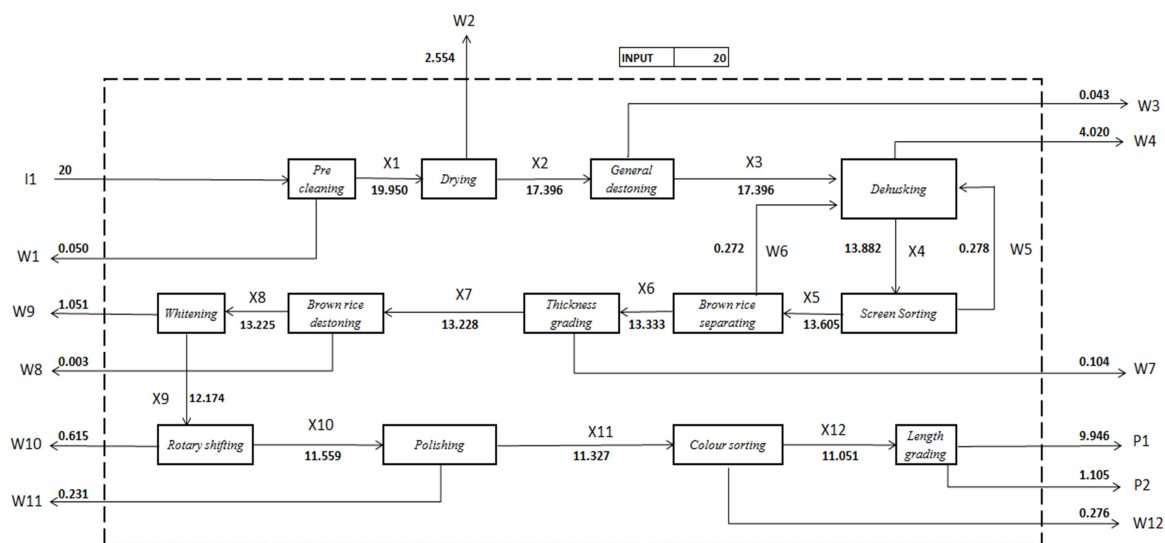 W2
2.554
INPUT 20
0.043
W3
4.020
W4
I1
20
Pre
cleaning
X1
19.950
Drying
X2
17.396
General
destoning
X3
17.396
Dehusking
W1
0.050
0.272
W6
13.882
X4
0.278
W5
W9
1.051
Whitening
X8
13.225
Brown rice
destoning
X7
13.228
Thickness
grading
X6
13.333
Brown rice
separating
X5
13.605
Screen Sorting
W8
0.003
0.104
W7
X9
12.174
W10
0.615
Rotary shifting
X10
11.559
Polishing
X11
11.327
Colour sorting
X12
11.051
Length
grading
9.946
P1
1.105
P2
W11
0.231
0.276
W12